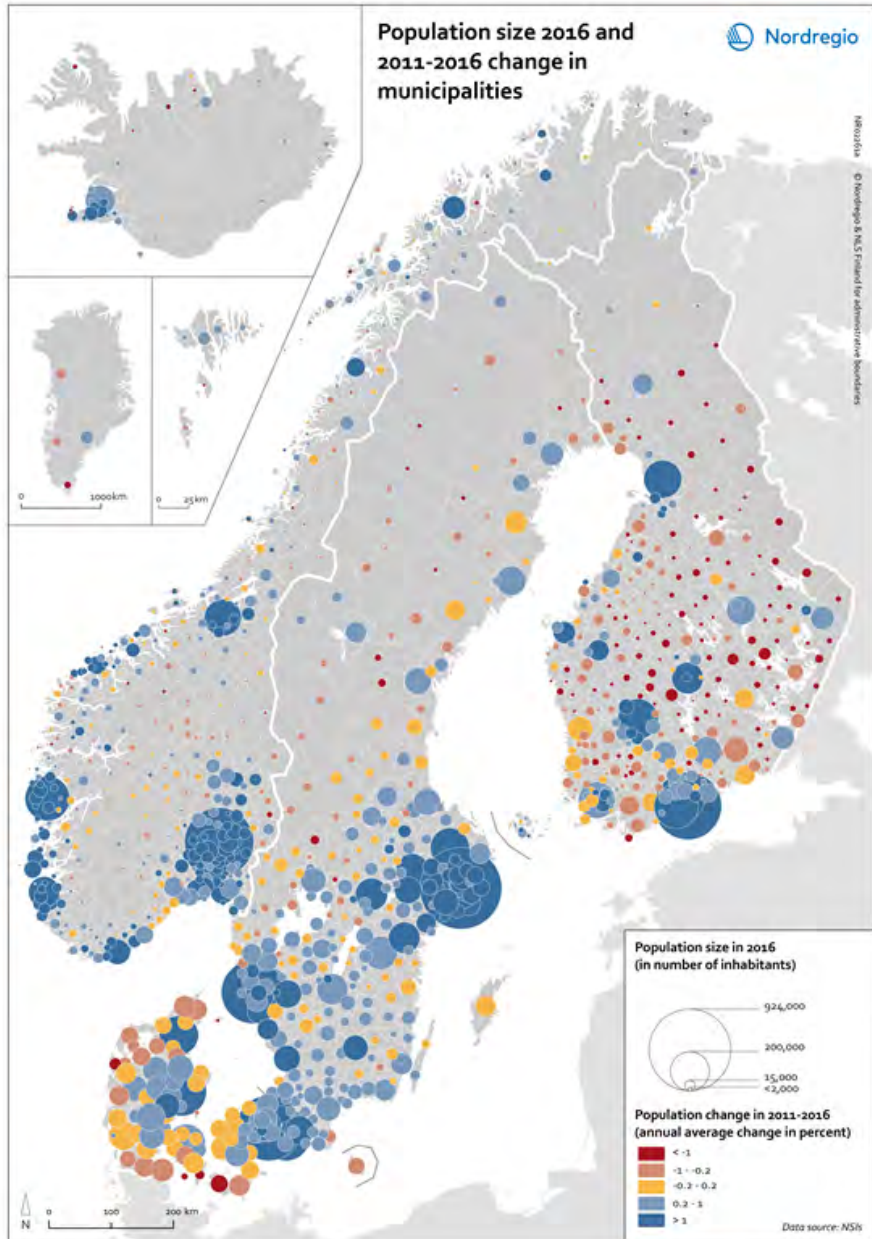 Population size 2016 and
2011-2016 change in
municipalities
Nordregio
NR02261a © Nordregio & NLS Finland for administrative boundaries
0 1000km
0 25km
Population size in 2016
(in number of inhabitants)
924,000
200,000
15,000
<2,000
Population change in 2011-2016
(annual average change in percent)
< -1
-1 - -0.2
-0.2 - 0.2
0.2 - 1
> 1
N
0 100 200 km
Data source: NSIs